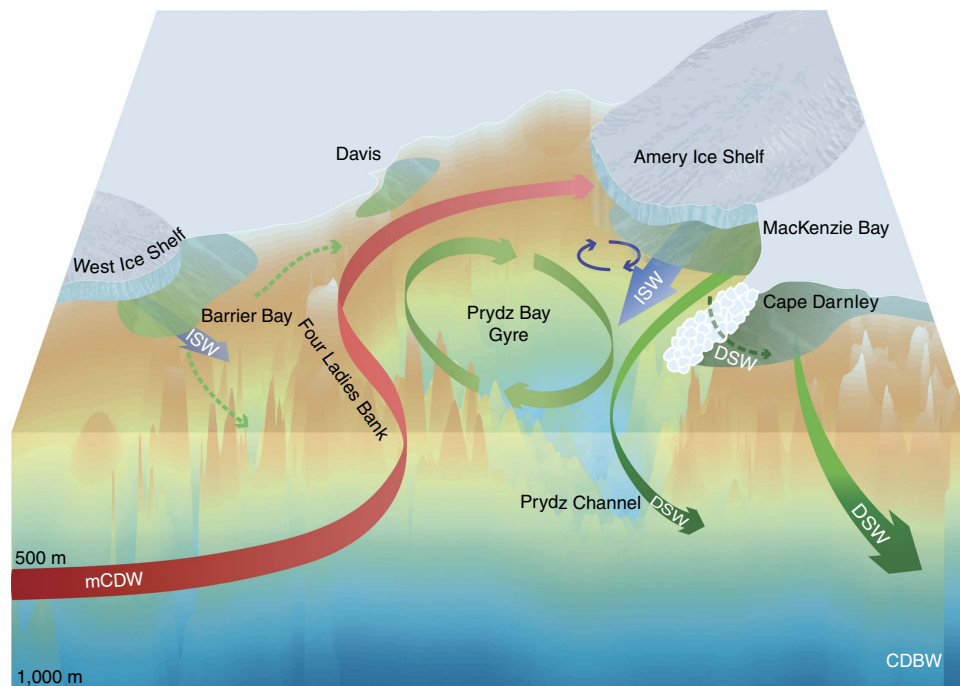 Davis
Amery Ice Shelf
MacKenzie Bay
West Ice Shelf
ISW
Cape Darnley
Barrier Bay
Prydz Bay
Gyre
ISW
DSW
Four Ladies Bank
Prydz Channel
DSW
DSW
500 m
mCDW
CDBW
1,000 m